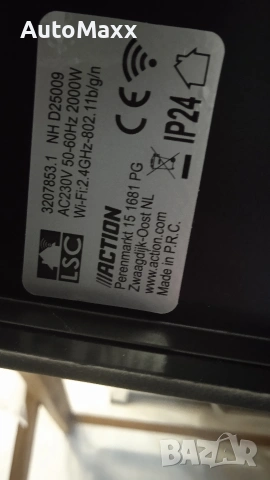 AutoMaxx
3207853.1 NH D25009
AC230V 50-60Hz 2000W
Wi-Fi:2.4GHz-802.11b/g/n
CE
IP24
LSC
ACTION
Perenmarkt 15 1681 PG
Zwaagdijk-Oost NL
www.action.com
Made in P.R.C.
BAZAR